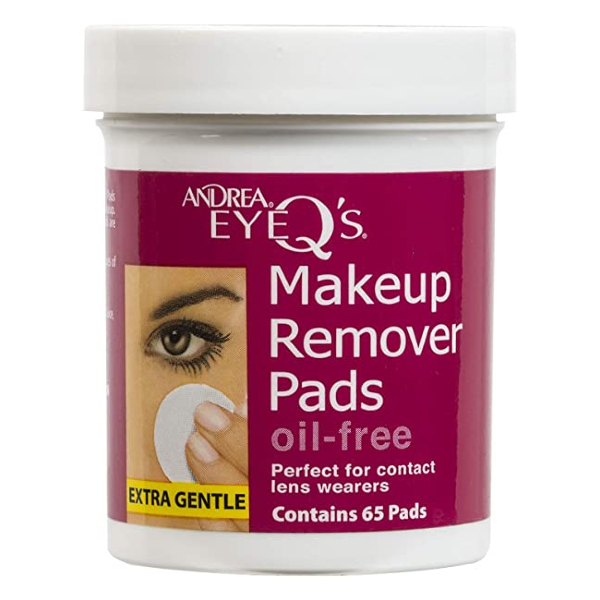 ANDREA®
EYEQ'S®
Makeup
Remover
Pads
oil-free
Perfect for contact
lens wearers
Contains 65 Pads
EXTRA GENTLE